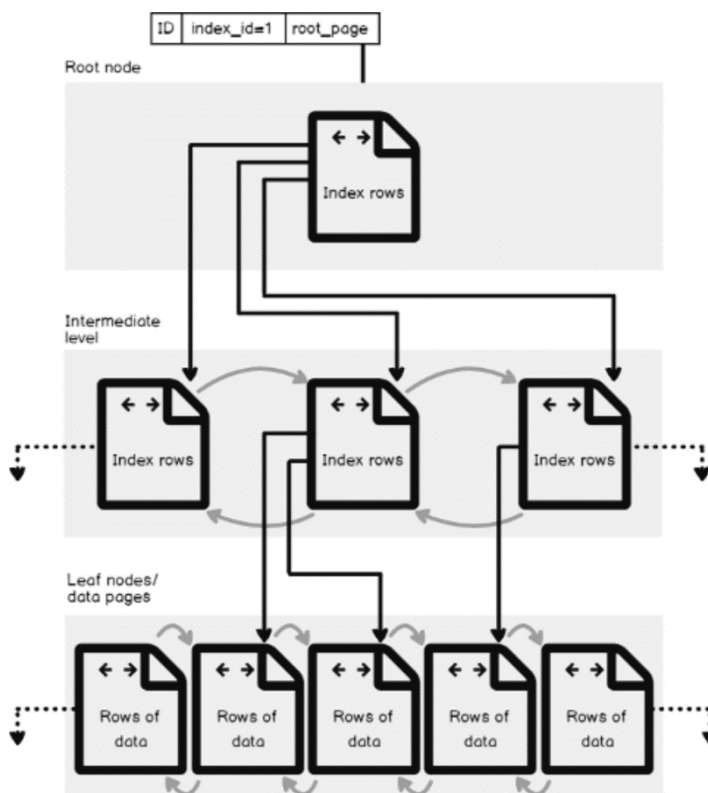 ID index_id=1 root_page
Root node
Index rows
Intermediate
level
Index rows Index rows Index rows
Leaf nodes/
data pages
Rows of Rows of Rows of Rows of Rows of
data data data data data